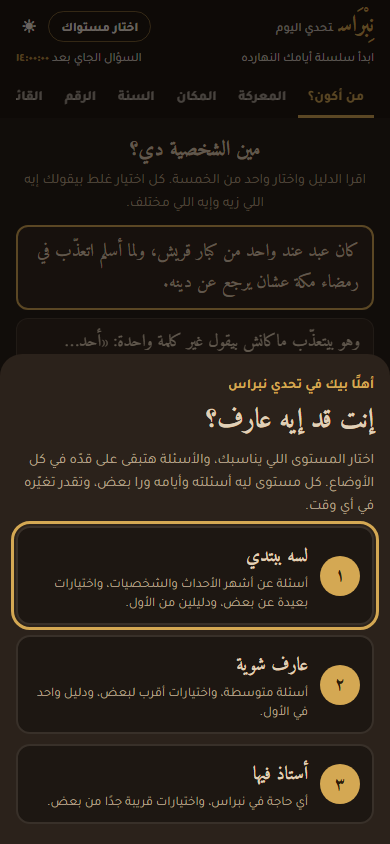 نِبْرَاس
تحدي اليوم
اختار مستواك
ابدأ سلسلة أيامك النهارده
السؤال الجاي بعد ١٤:٠٠:٠٠
من أكون؟
المعركة
المكان
السنة
الرقم
القائد
مين الشخصية دي؟
اقرا الدليل واختار واحد من الخمسة. كل اختيار غلط بيقولك إيه
اللي زيه وإيه اللي مختلف.
كان عبد عند واحد من كبار قريش، ولما أسلم اتعذّب في
رمضاء مكة عشان يرجع عن دينه.
وهو بيتعذّب ماكانش بيقول غير كلمة واحدة: «أحد...
أهلًا بيك في تحدي نبراس
إنت قد إيه عارف؟
اختار المستوى اللي يناسبك، والأسئلة هتبقى على قدّه في كل
الأوضاع. كل مستوى ليه أسئلته وأيامه ورا بعض، وتقدر تغيّره
في أي وقت.
١
لسه ببتدي
أسئلة عن أشهر الأحداث والشخصيات، واختيارات
بعيدة عن بعض، ودليلين من الأول.
٢
عارف شوية
أسئلة متوسطة، واختيارات أقرب لبعض، ودليل واحد
في الأول.
٣
أستاذ فيها
أي حاجة في نبراس، واختيارات قريبة جدًا من بعض.